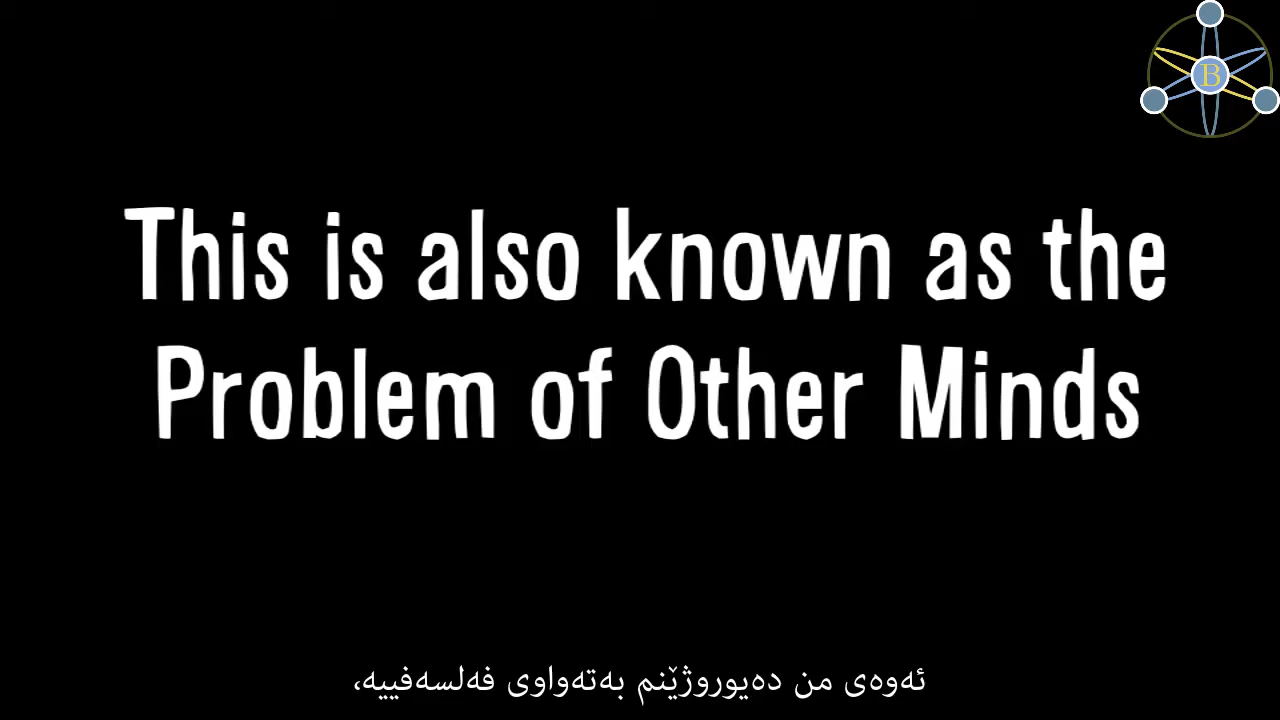 B
This is also known as the
Problem of Other Minds
ئەوەی من دەیوروژێنم بەتەواوی فەلسەفییە،